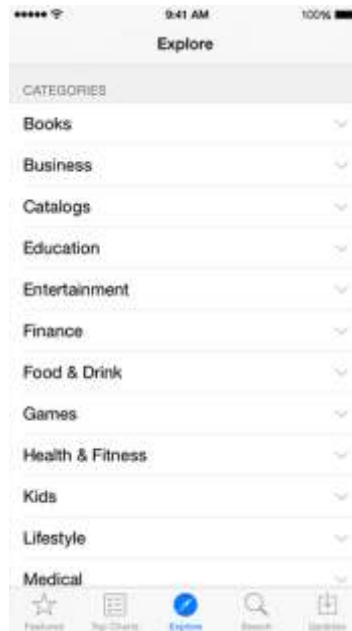 9:41 AM 100%
Explore
CATEGORIES
Books
Business
Catalogs
Education
Entertainment
Finance
Food & Drink
Games
Health & Fitness
Kids
Lifestyle
Medical
Featured Top Charts Explore Search Updates